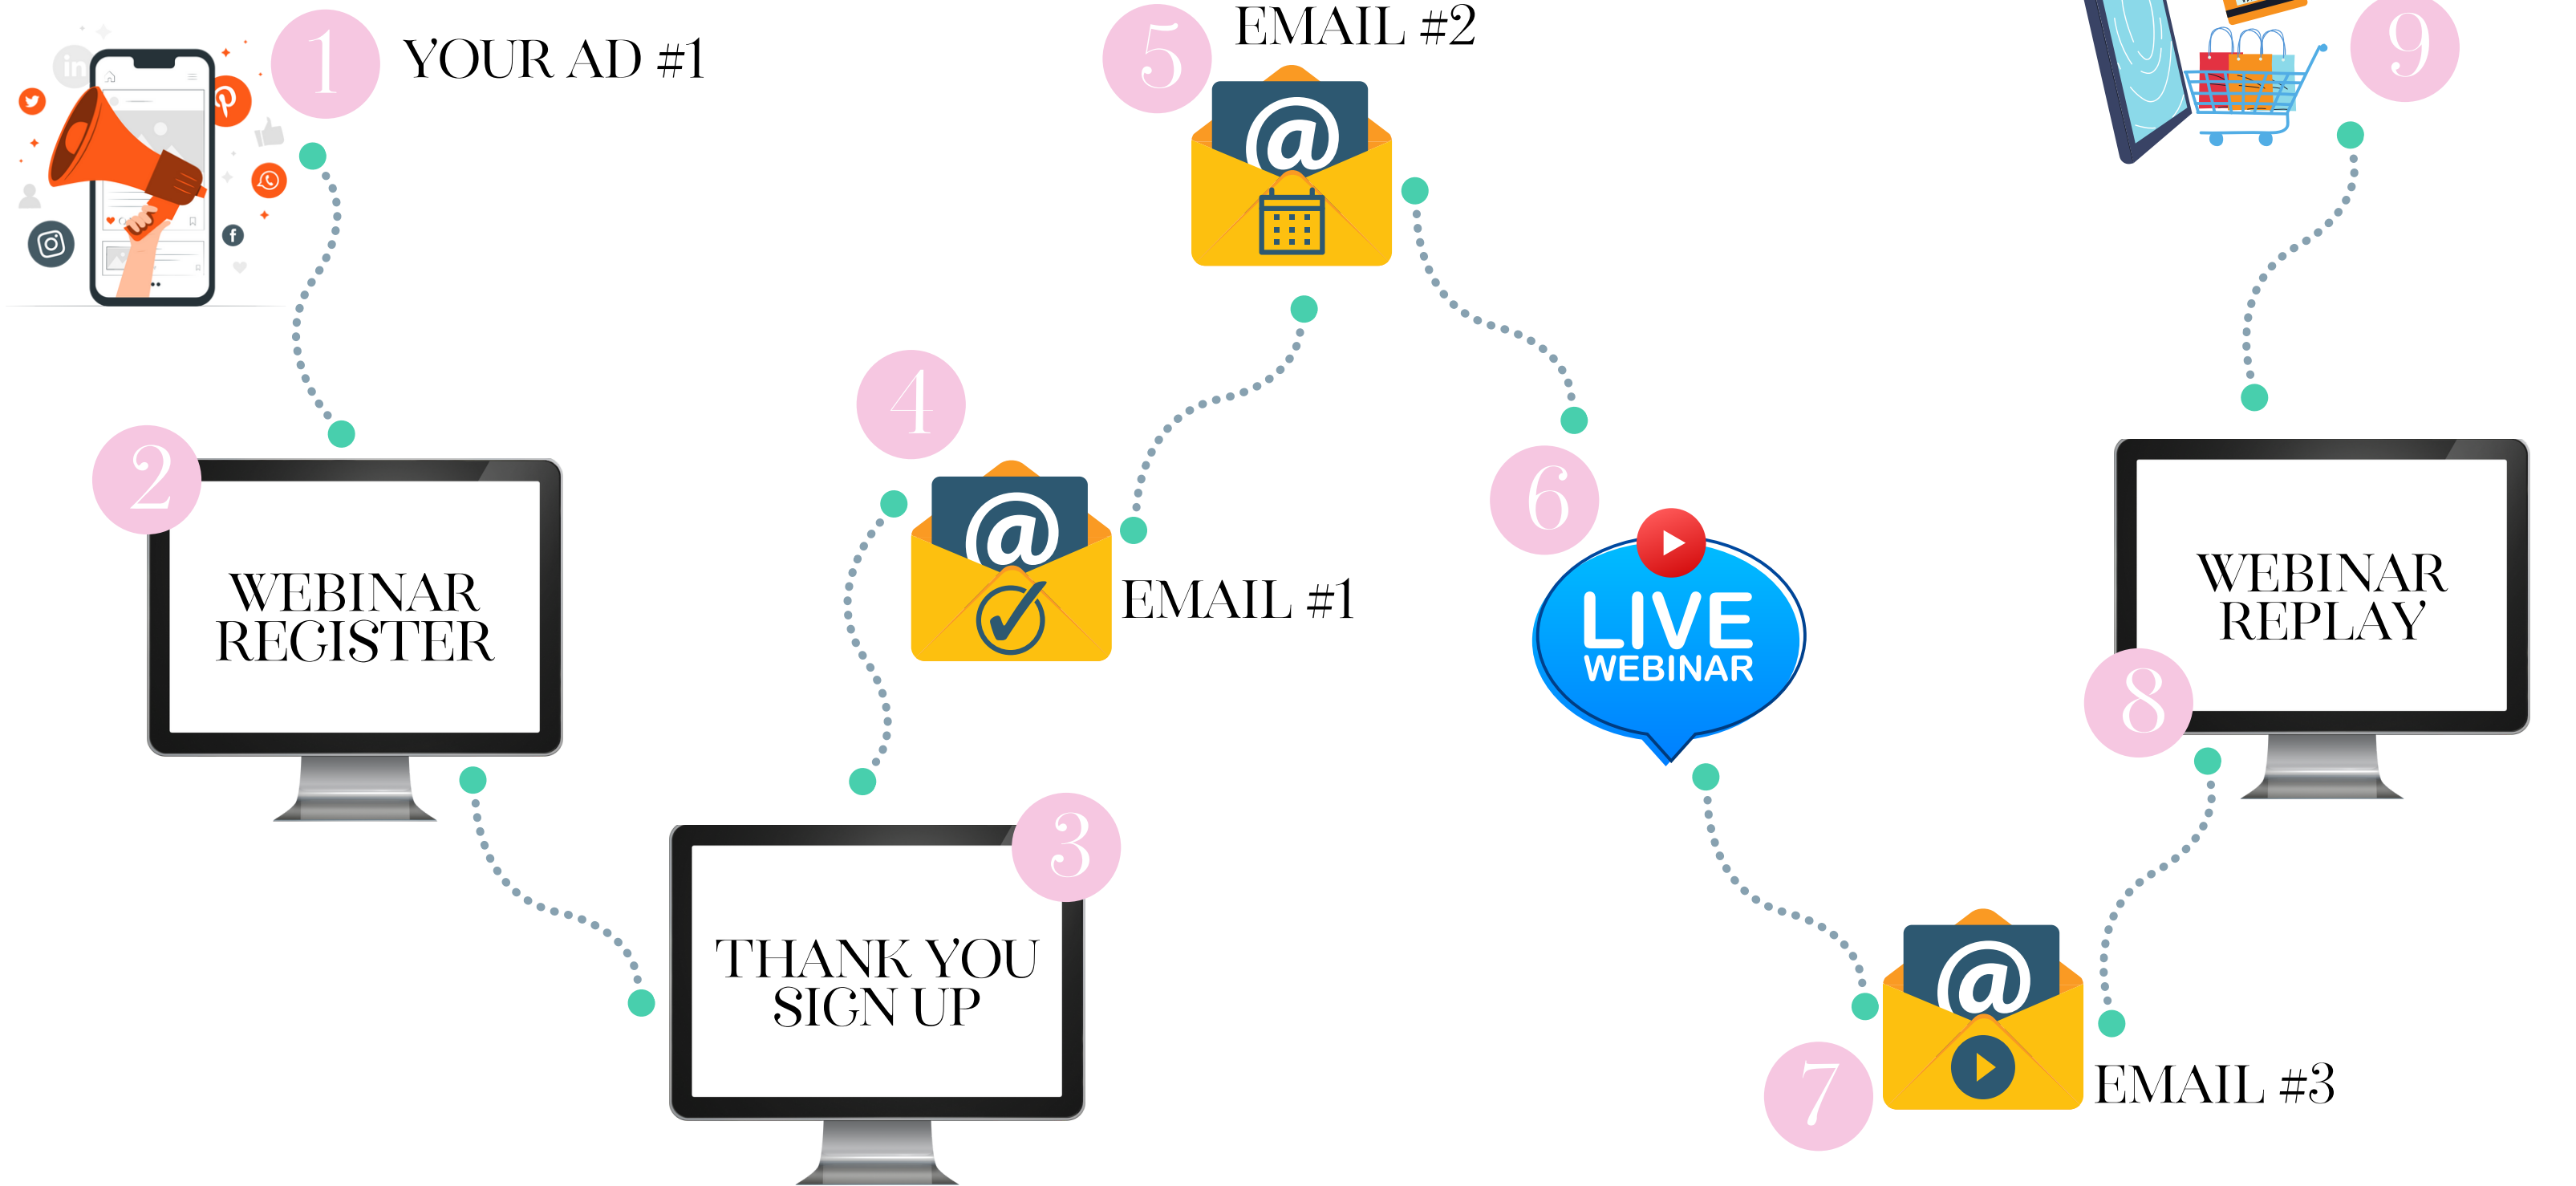 1
YOUR AD #1
2
WEBINAR
REGISTER
3
THANK YOU
SIGN UP
4
EMAIL #1
5
EMAIL #2
6
LIVE
WEBINAR
7
EMAIL #3
8
WEBINAR
REPLAY
9